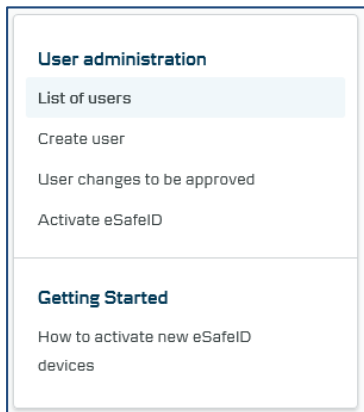 User administration
List of users
Create user
User changes to be approved
Activate eSafeID
Getting Started
How to activate new eSafeID
devices